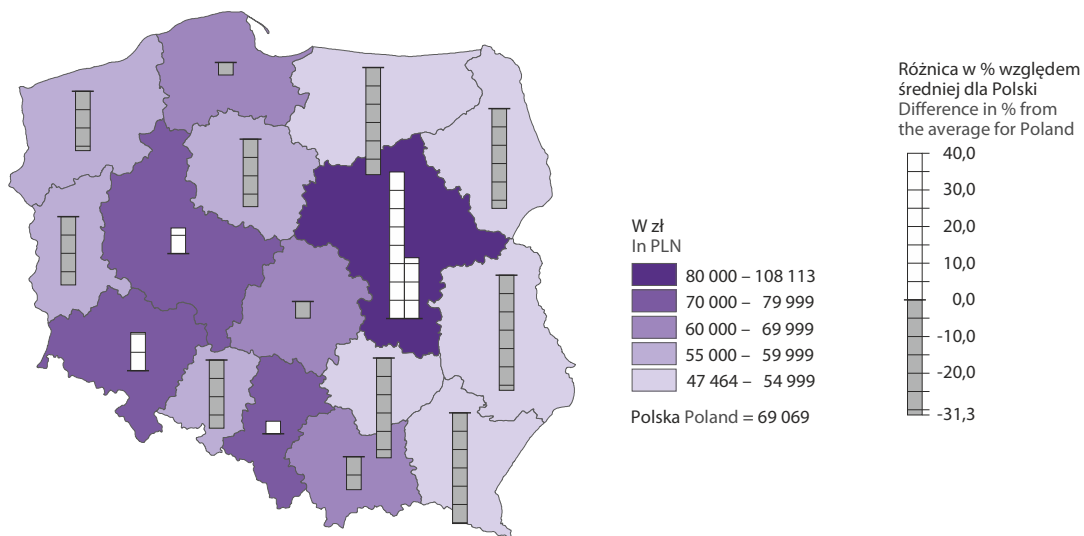 Różnica w % względem
średniej dla Polski
Difference in % from
the average for Poland
40,0
30,0
20,0
10,0
0,0
-10,0
-20,0
-31,3
W zł
In PLN
80 000 – 108 113
70 000 – 79 999
60 000 – 69 999
55 000 – 59 999
47 464 – 54 999
Polska Poland = 69 069